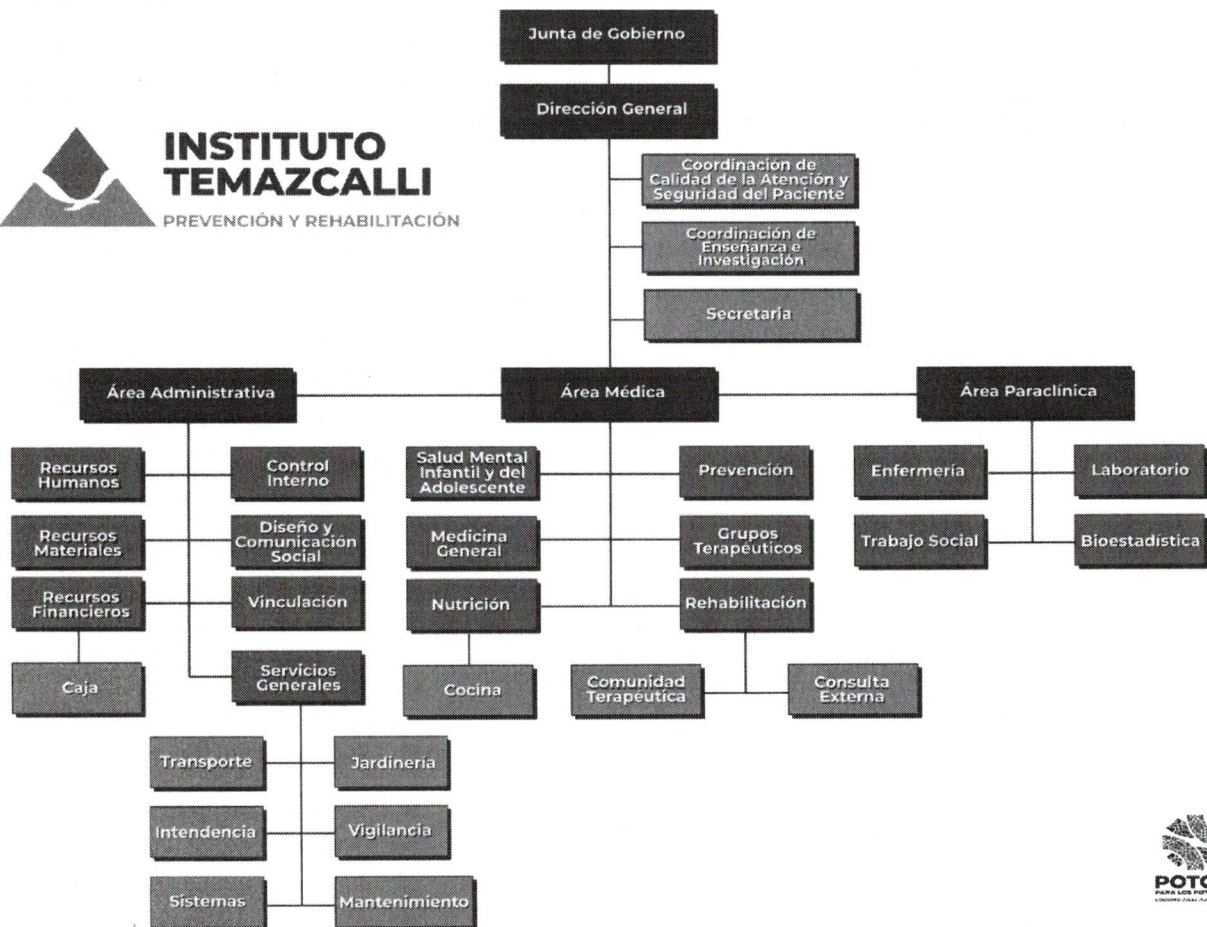 Junta de Gobierno
Dirección General
INSTITUTO
TEMAZCALLI
PREVENCIÓN Y REHABILITACIÓN
Coordinación de
Calidad de la Atención y
Seguridad del Paciente
Coordinación de
Enseñanza e
Investigación
Secretaria
Área Administrativa
Área Médica
Área Paraclínica
Recursos
Humanos
Control
Interno
Salud Mental
Infantil y del
Adolescente
Prevención
Enfermería
Laboratorio
Recursos
Materiales
Diseño y
Comunicación
Social
Medicina
General
Grupos
Terapéuticos
Trabajo Social
Bioestadística
Recursos
Financieros
Vinculación
Nutrición
Rehabilitación
Caja
Servicios
Generales
Cocina
Comunidad
Terapéutica
Consulta
Externa
Transporte
Jardinería
Intendencia
Vigilancia
Sistemas
Mantenimiento
PARA LOS